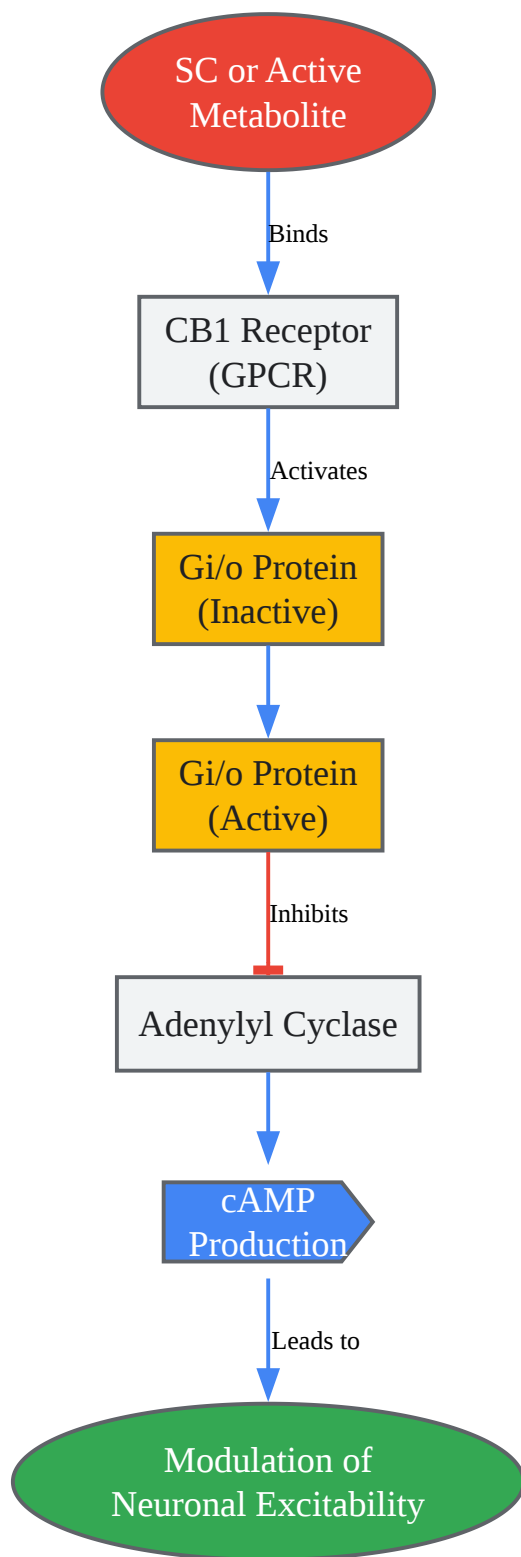 SC or Active
Metabolite
Binds
CB1 Receptor
(GPCR)
Activates
Gi/o Protein
(Inactive)
Gi/o Protein
(Active)
Inhibits
Adenylyl Cyclase
cAMP
Production
Leads to
Modulation of
Neuronal Excitability